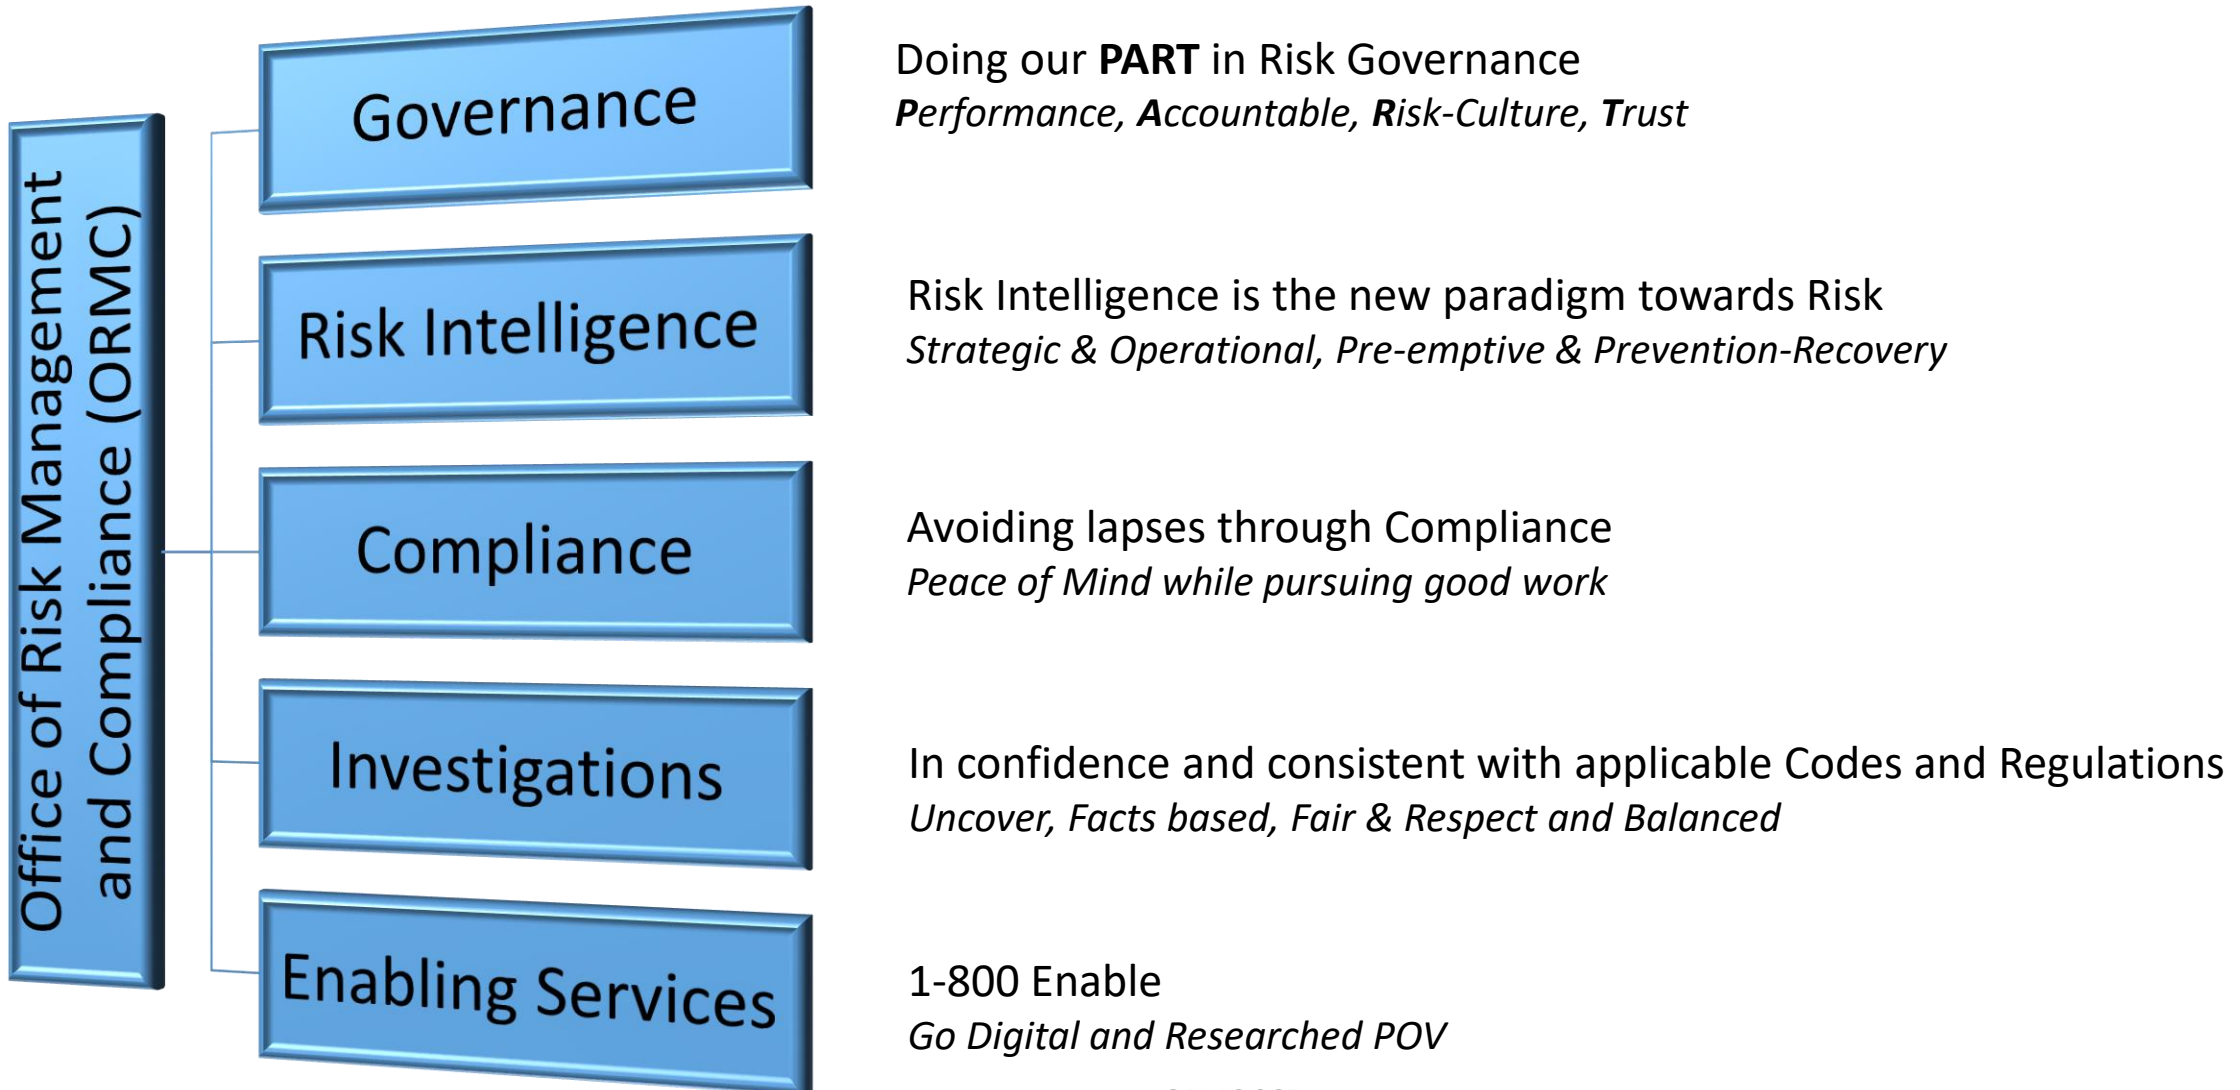 Office of Risk Management
and Compliance (ORMC)
Governance
Doing our PART in Risk Governance
Performance, Accountable, Risk-Culture, Trust
Risk Intelligence
Risk Intelligence is the new paradigm towards Risk
Strategic & Operational, Pre-emptive & Prevention-Recovery
Compliance
Avoiding lapses through Compliance
Peace of Mind while pursuing good work
Investigations
In confidence and consistent with applicable Codes and Regulations
Uncover, Facts based, Fair & Respect and Balanced
Enabling Services
1-800 Enable
Go Digital and Researched POV